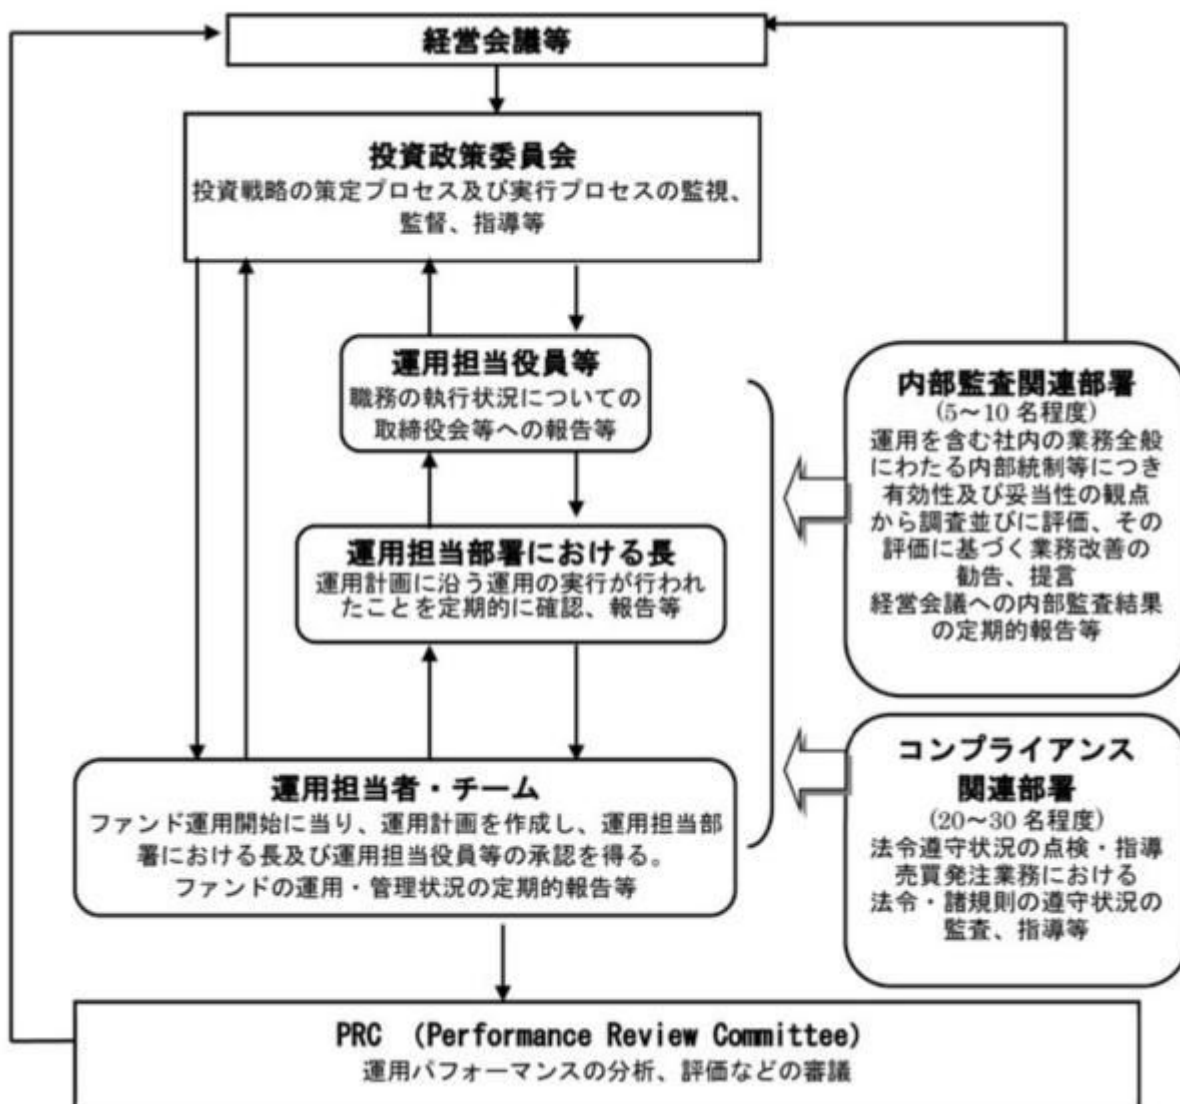 経営会議等
投資政策委員会
投資戦略の策定プロセス及び実行プロセスの監視、
監督、指導等
運用担当役員等
職務の執行状況についての
取締役会等への報告等
運用担当部署における長
運用計画に沿う運用の実行が行われ
たことを定期的に確認、報告等
運用担当者・チーム
ファンド運用開始に当り、運用計画を作成し、運用担当部
署における長及び運用担当役員等の承認を得る。
ファンドの運用・管理状況の定期的報告等
内部監査関連部署
(5～10 名程度)
運用を含む社内の業務全般
にわたる内部統制等につき
有効性及び妥当性の観点
から調査並びに評価、その
評価に基づく業務改善の
勧告、提言
経営会議への内部監査結果
の定期的報告等
コンプライアンス
関連部署
(20～30 名程度)
法令遵守状況の点検・指導
売買発注業務における
法令・諸規則の遵守状況の
監査、指導等
PRC (Performance Review Committee)
運用パフォーマンスの分析、評価などの審議